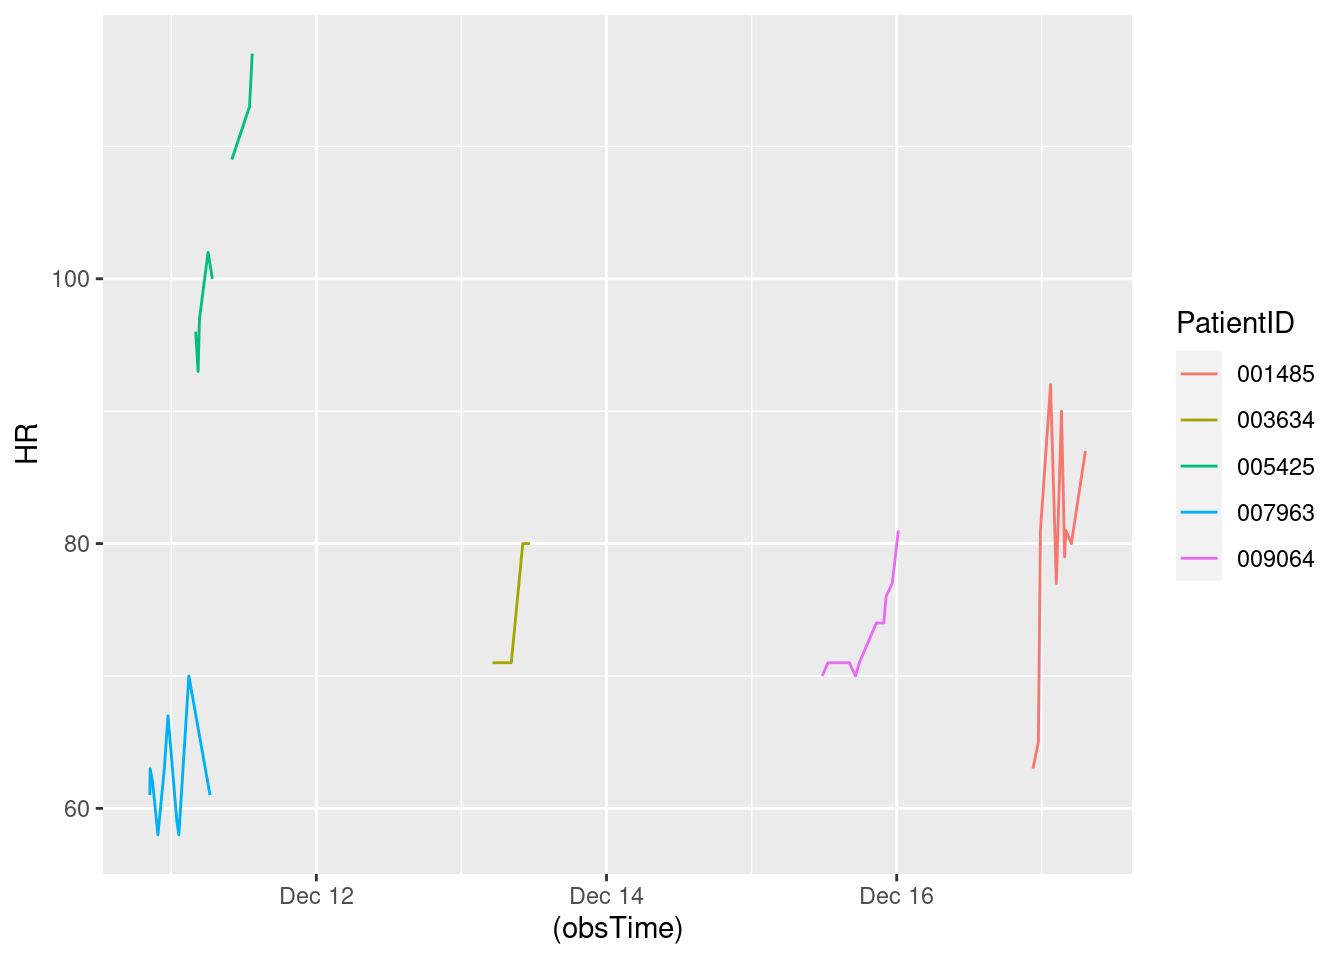 100
80
60
HR
Dec 12
Dec 14
Dec 16
(obsTime)
PatientID
001485
003634
005425
007963
009064